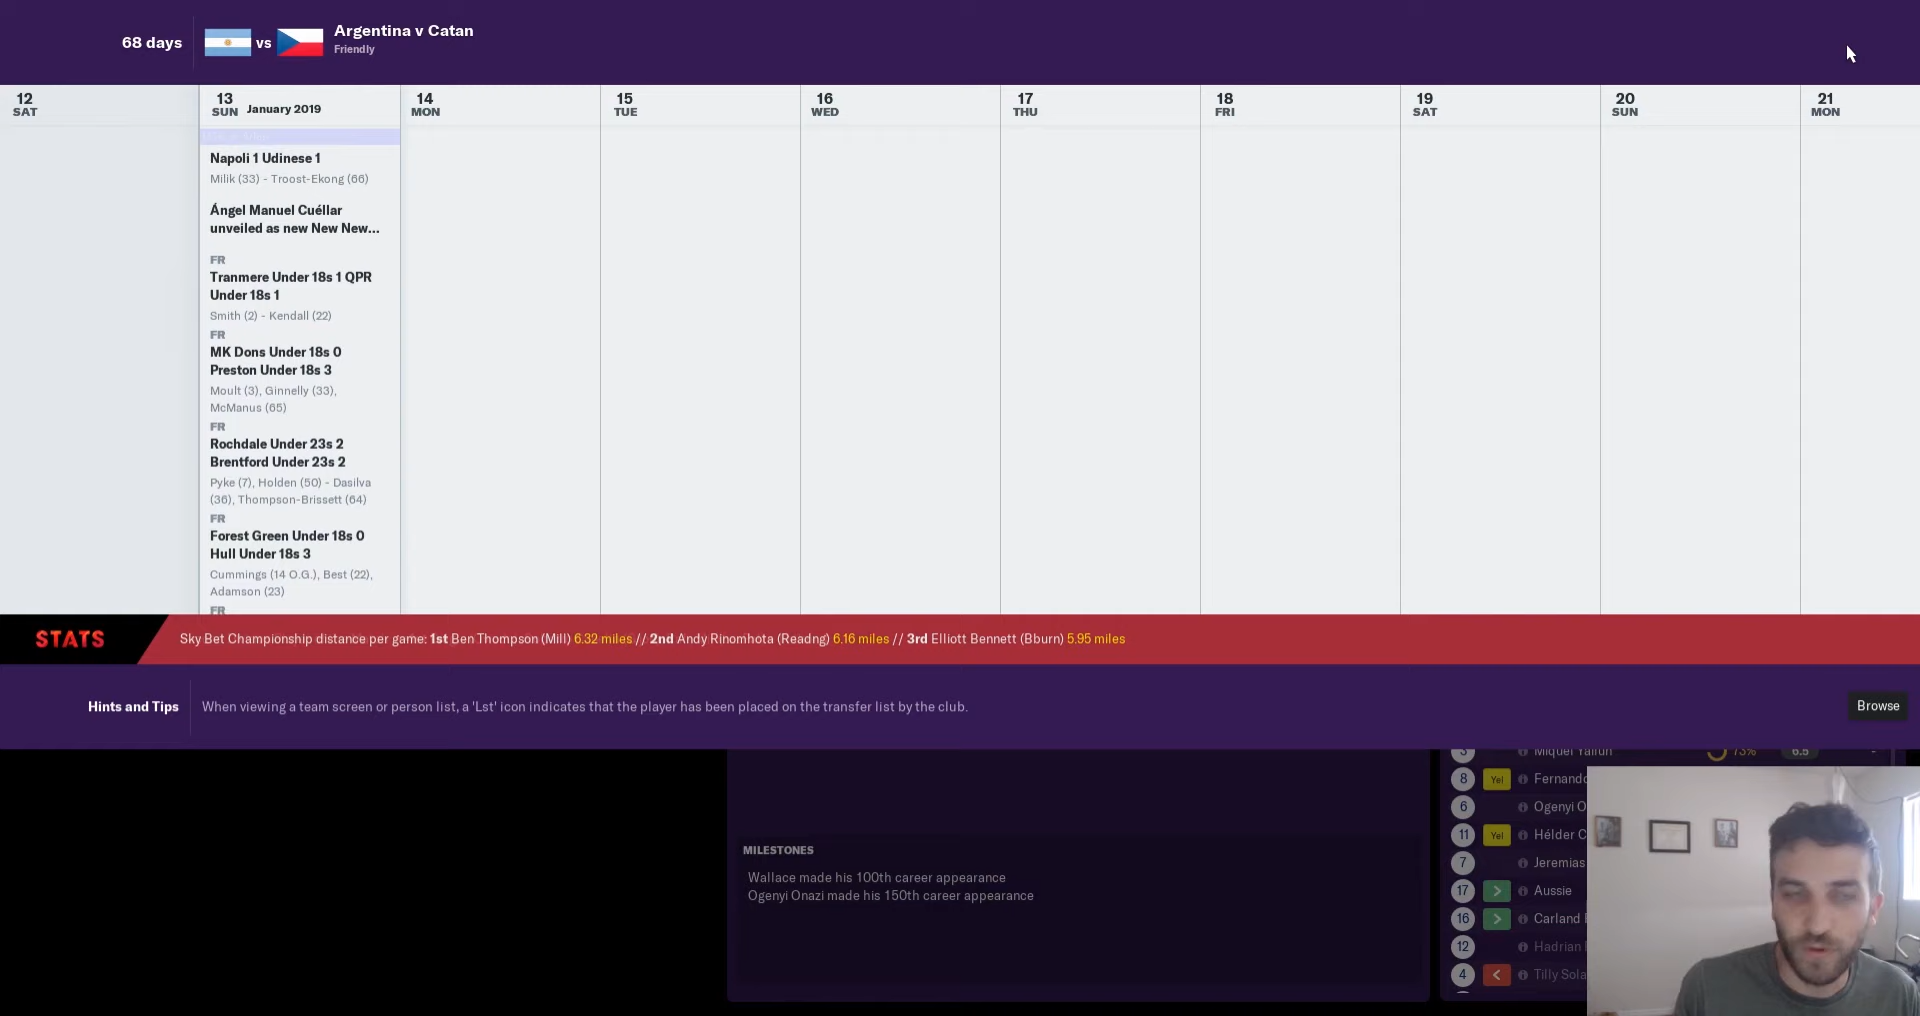 68 days
vs
Argentina v Catan
Friendly
12
SAT
13
SUN
January 2019
14
MON
15
TUE
16
WED
17
THU
18
FRI
19
SAT
20
SUN
21
MON
Napoli 1 Udinese 1
Milik (33) - Troost-Ekong (66)
Ángel Manuel Cuéllar
unveiled as new New New...
FR
Tranmere Under 18s 1 QPR
Under 18s 1
Smith (2) - Kendall (22)
FR
MK Dons Under 18s 0
Preston Under 18s 3
Moult (3), Ginnelly (33),
McManus (65)
FR
Rochdale Under 23s 2
Brentford Under 23s 2
Pyke (7), Holden (50) - Dasilva
(36), Thompson-Brissett (64)
FR
Forest Green Under 18s 0
Hull Under 18s 3
Cummings (14 O.G.), Best (22),
Adamson (23)
FR
STATS
Sky Bet Championship distance per game: 1st Ben Thompson (Mill) 6.32 miles // 2nd Andy Rinomhota (Readng) 6.16 miles // 3rd Elliott Bennett (Bburn) 5.95 miles
Hints and Tips
When viewing a team screen or person list, a 'Lst' icon indicates that the player has been placed on the transfer list by the club.
Browse
MILESTONES
Wallace made his 100th career appearance
Ogenyi Onazi made his 150th career appearance
3 Miquel 73% 6.5 -
8 Yel Fernando
6 Ogenyi O
11 Yel Hélder C
7 Jeremias
17 Aussie
16 Carland
12 Hadrian
4 Tilly Sola